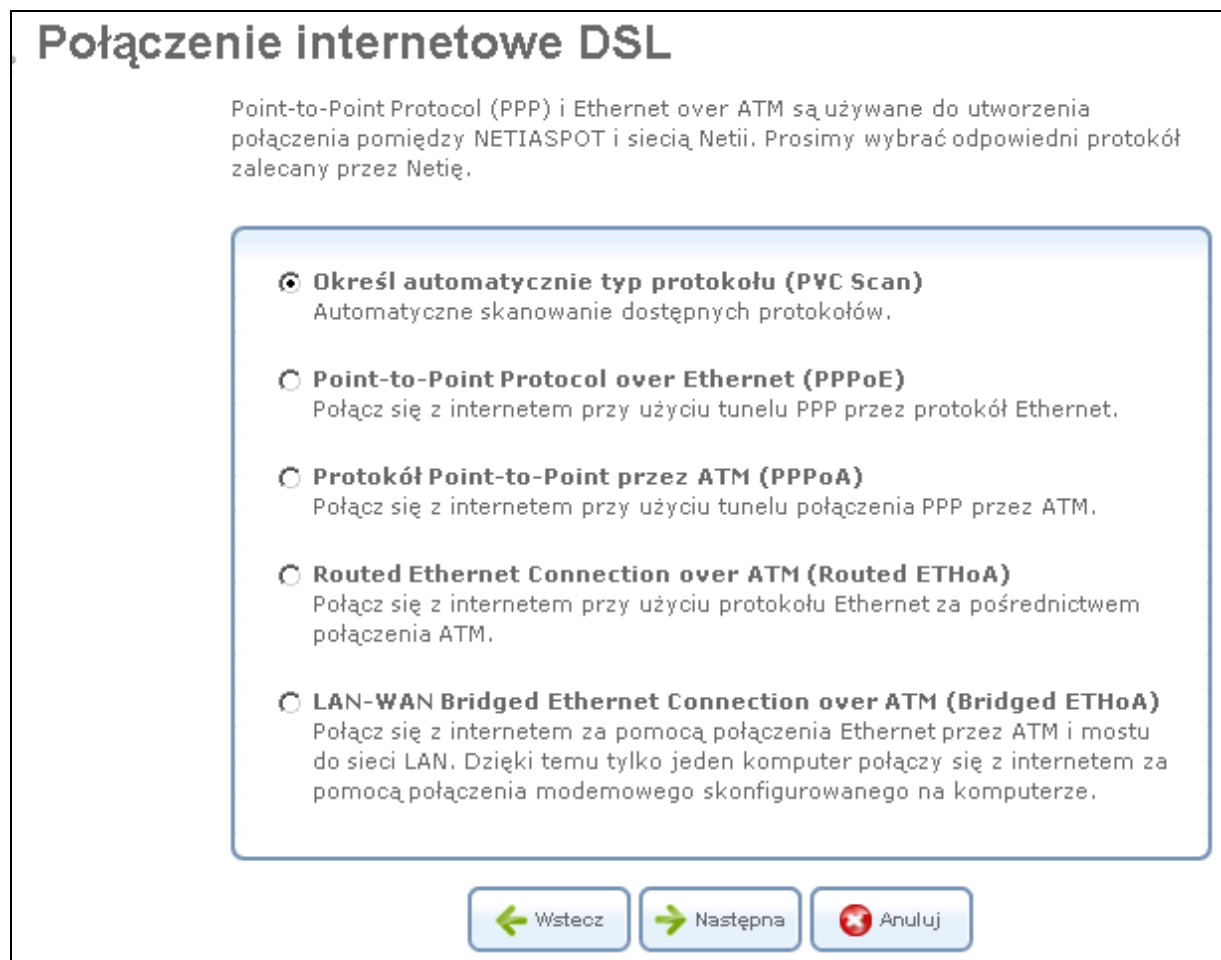 Połączenie internetowe DSL
Point-to-Point Protocol (PPP) i Ethernet over ATM są używane do utworzenia
połączenia pomiędzy NETIASPOT i siecią Netii. Prosimy wybrać odpowiedni protokół
zalecany przez Netię.
Określ automatycznie typ protokołu (PVC Scan)
Automatyczne skanowanie dostępnych protokołów.
Point-to-Point Protocol over Ethernet (PPPoE)
Połącz się z internetem przy użyciu tunelu PPP przez protokół Ethernet.
Protokół Point-to-Point przez ATM (PPPoA)
Połącz się z internetem przy użyciu tunelu połączenia PPP przez ATM.
Routed Ethernet Connection over ATM (Routed ETHoA)
Połącz się z internetem przy użyciu protokołu Ethernet za pośrednictwem
połączenia ATM.
LAN-WAN Bridged Ethernet Connection over ATM (Bridged ETHoA)
Połącz się z internetem za pomocą połączenia Ethernet przez ATM i mostu
do sieci LAN. Dzięki temu tylko jeden komputer połączy się z internetem za
pomocą połączenia modemowego skonfigurowanego na komputerze.
Wstecz Następna Anuluj